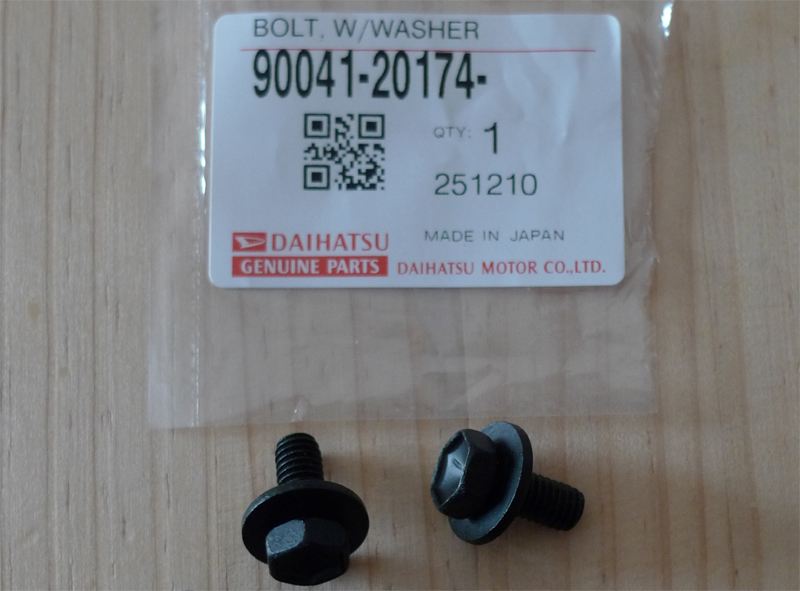 BOLT, W/WASHER
90041-20174-
QTY: 1
251210
MADE IN JAPAN
DAIHATSU
GENUINE PARTS DAIHATSU MOTOR CO.,LTD.